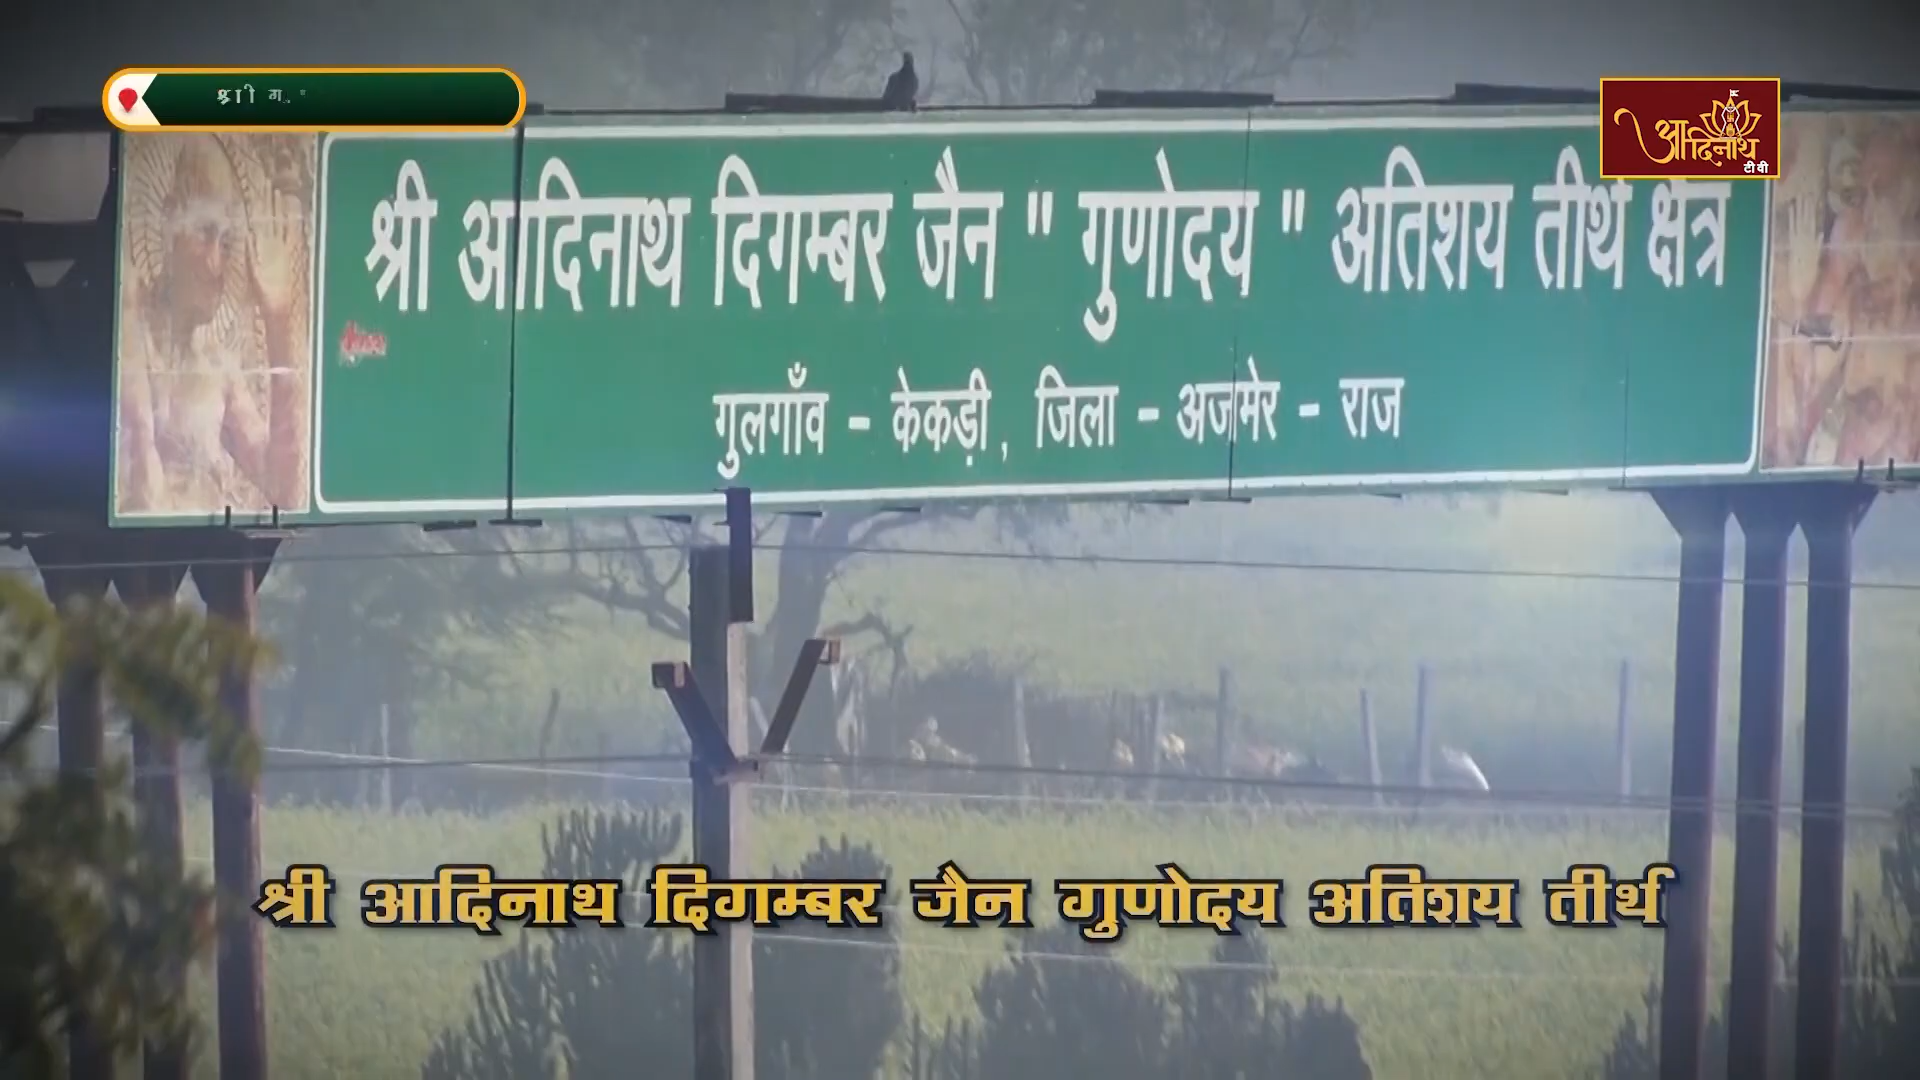 आदिनाथ
टीवी
श्री आदिनाथ दिगम्बर जैन " गुणोदय " अतिशय तीर्थ क्षेत्र
गुलगाँव - केकड़ी, जिला - अजमेर - राज
श्री आदिनाथ दिगम्बर जैन गुणोदय अतिशय तीर्थ